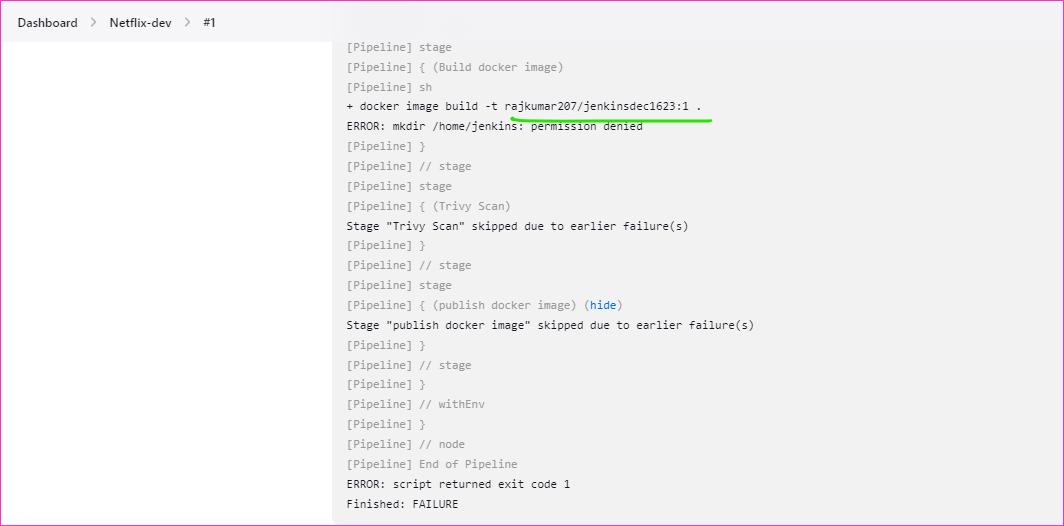 Dashboard > Netflix-dev > #1
[Pipeline] stage
[Pipeline] { (Build docker image)
[Pipeline] sh
+ docker image build -t rajkumar207/jenkinsdec1623:1 .
ERROR: mkdir /home/jenkins: permission denied
[Pipeline] }
[Pipeline] // stage
[Pipeline] stage
[Pipeline] { (Trivy Scan)
Stage "Trivy Scan" skipped due to earlier failure(s)
[Pipeline] }
[Pipeline] // stage
[Pipeline] stage
[Pipeline] { (publish docker image) (hide)
Stage "publish docker image" skipped due to earlier failure(s)
[Pipeline] }
[Pipeline] // stage
[Pipeline] }
[Pipeline] // withEnv
[Pipeline] }
[Pipeline] // node
[Pipeline] End of Pipeline
ERROR: script returned exit code 1
Finished: FAILURE